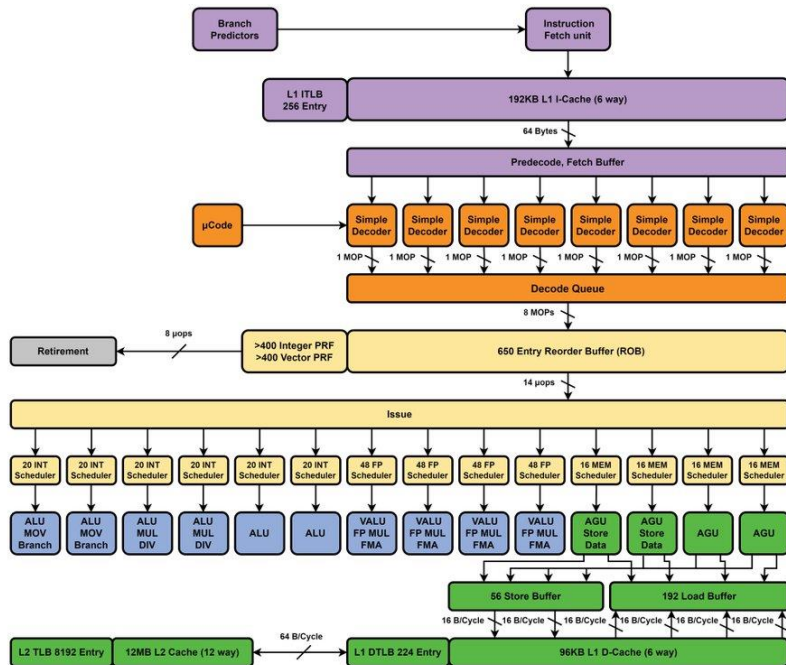 Branch
Predictors
Instruction
Fetch unit
L1 ITLB
256 Entry
192KB L1 I-Cache (6 way)
64 Bytes
Predecode, Fetch Buffer
µCode
Simple
Decoder
Simple
Decoder
Simple
Decoder
Simple
Decoder
Simple
Decoder
Simple
Decoder
Simple
Decoder
Simple
Decoder
1 MOP
1 MOP
1 MOP
1 MOP
1 MOP
1 MOP
1 MOP
1 MOP
Decode Queue
8 MOPs
Retirement
8 µops
>400 Integer PRF
>400 Vector PRF
650 Entry Reorder Buffer (ROB)
14 µops
Issue
20 INT
Scheduler
20 INT
Scheduler
20 INT
Scheduler
20 INT
Scheduler
20 INT
Scheduler
20 INT
Scheduler
48 FP
Scheduler
48 FP
Scheduler
48 FP
Scheduler
48 FP
Scheduler
16 MEM
Scheduler
16 MEM
Scheduler
16 MEM
Scheduler
16 MEM
Scheduler
ALU
MOV
Branch
ALU
MOV
Branch
ALU
MUL
DIV
ALU
MUL
DIV
ALU
ALU
VALU
FP MUL
FMA
VALU
FP MUL
FMA
VALU
FP MUL
FMA
VALU
FP MUL
FMA
AGU
Store
Data
AGU
Store
Data
AGU
AGU
56 Store Buffer
192 Load Buffer
16 B/Cycle
16 B/Cycle
16 B/Cycle
16 B/Cycle
16 B/Cycle
16 B/Cycle
L2 TLB 8192 Entry
12MB L2 Cache (12 way)
64 B/Cycle
L1 DTLB 224 Entry
96KB L1 D-Cache (6 way)